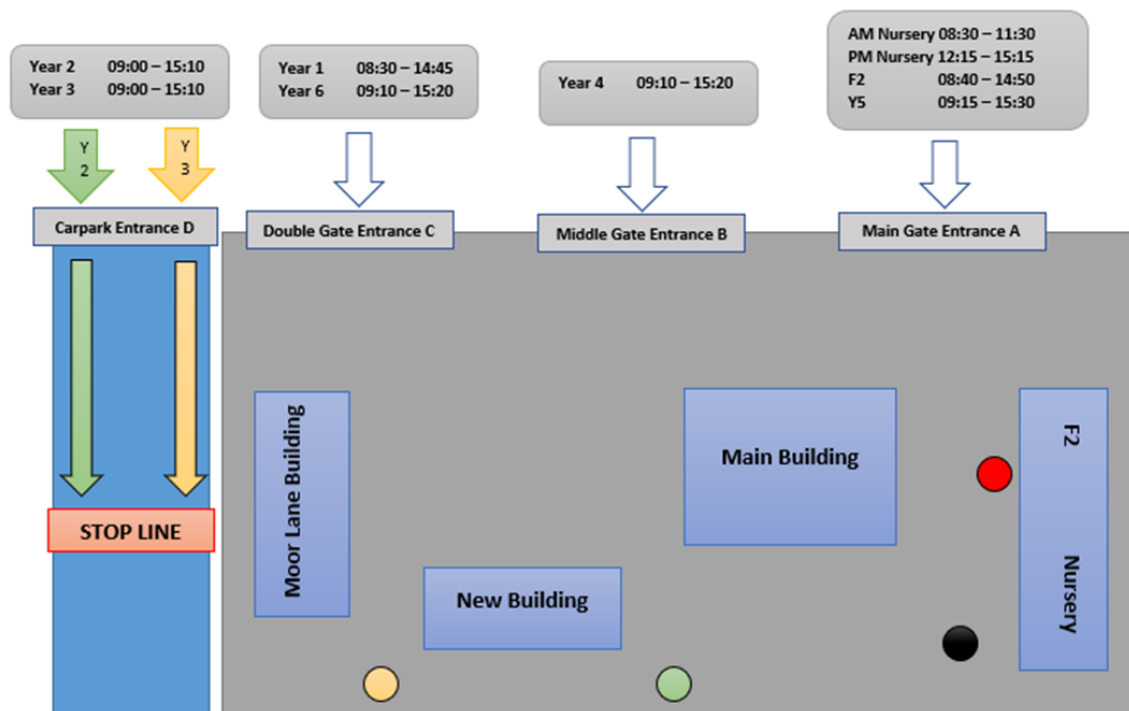 Year 2 09:00 – 15:10
Year 3 09:00 – 15:10
Year 1 08:30 – 14:45
Year 6 09:10 – 15:20
Year 4 09:10 – 15:20
AM Nursery 08:30 – 11:30
PM Nursery 12:15 – 15:15
F2 08:40 – 14:50
Y5 09:15 – 15:30
Y
2
Y
3
Carpark Entrance D
Double Gate Entrance C
Middle Gate Entrance B
Main Gate Entrance A
STOP LINE
Moor Lane Building
New Building
Main Building
F2
Nursery